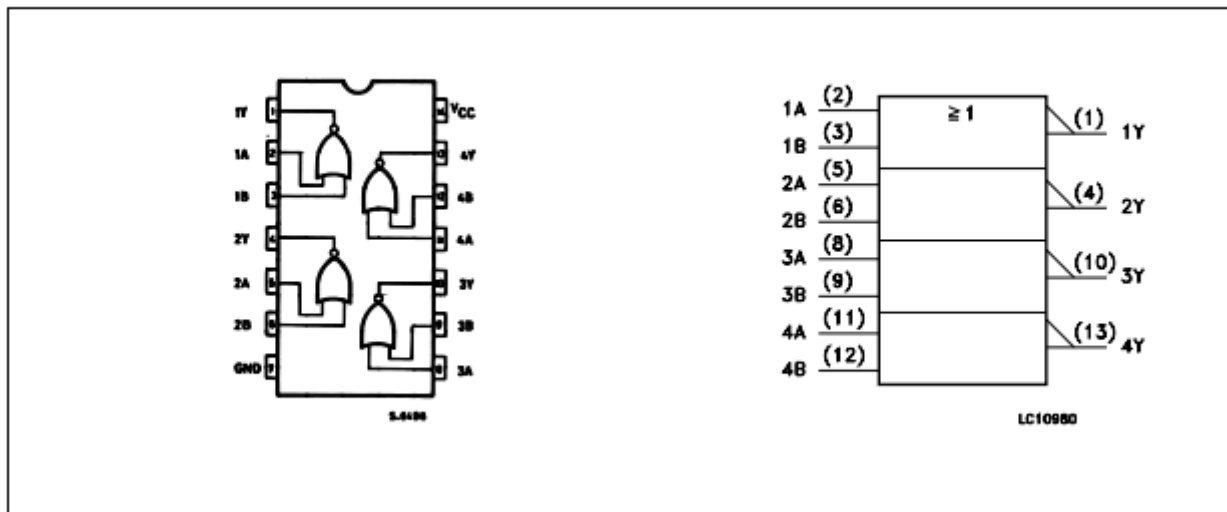 1Y 1 14 VCC
1A 2 13 4Y
1B 3 12 4B
2Y 4 11 4A
2A 5 10 3Y
2B 6 9 3B
GND 7 8 3A
S-6496
1A (2)
1B (3)
2A (5)
2B (6)
3A (8)
3B (9)
4A (11)
4B (12)
≥1
(1) 1Y
(4) 2Y
(10) 3Y
(13) 4Y
LC10960